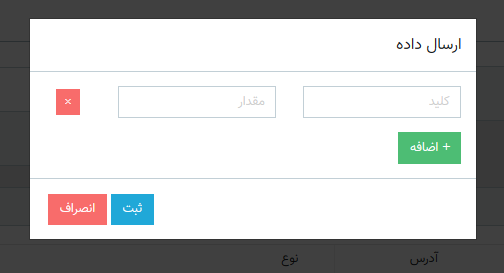 ارسال داده
کلید مقدار ×
+ اضافه
ثبت انصراف
آدرس نوع